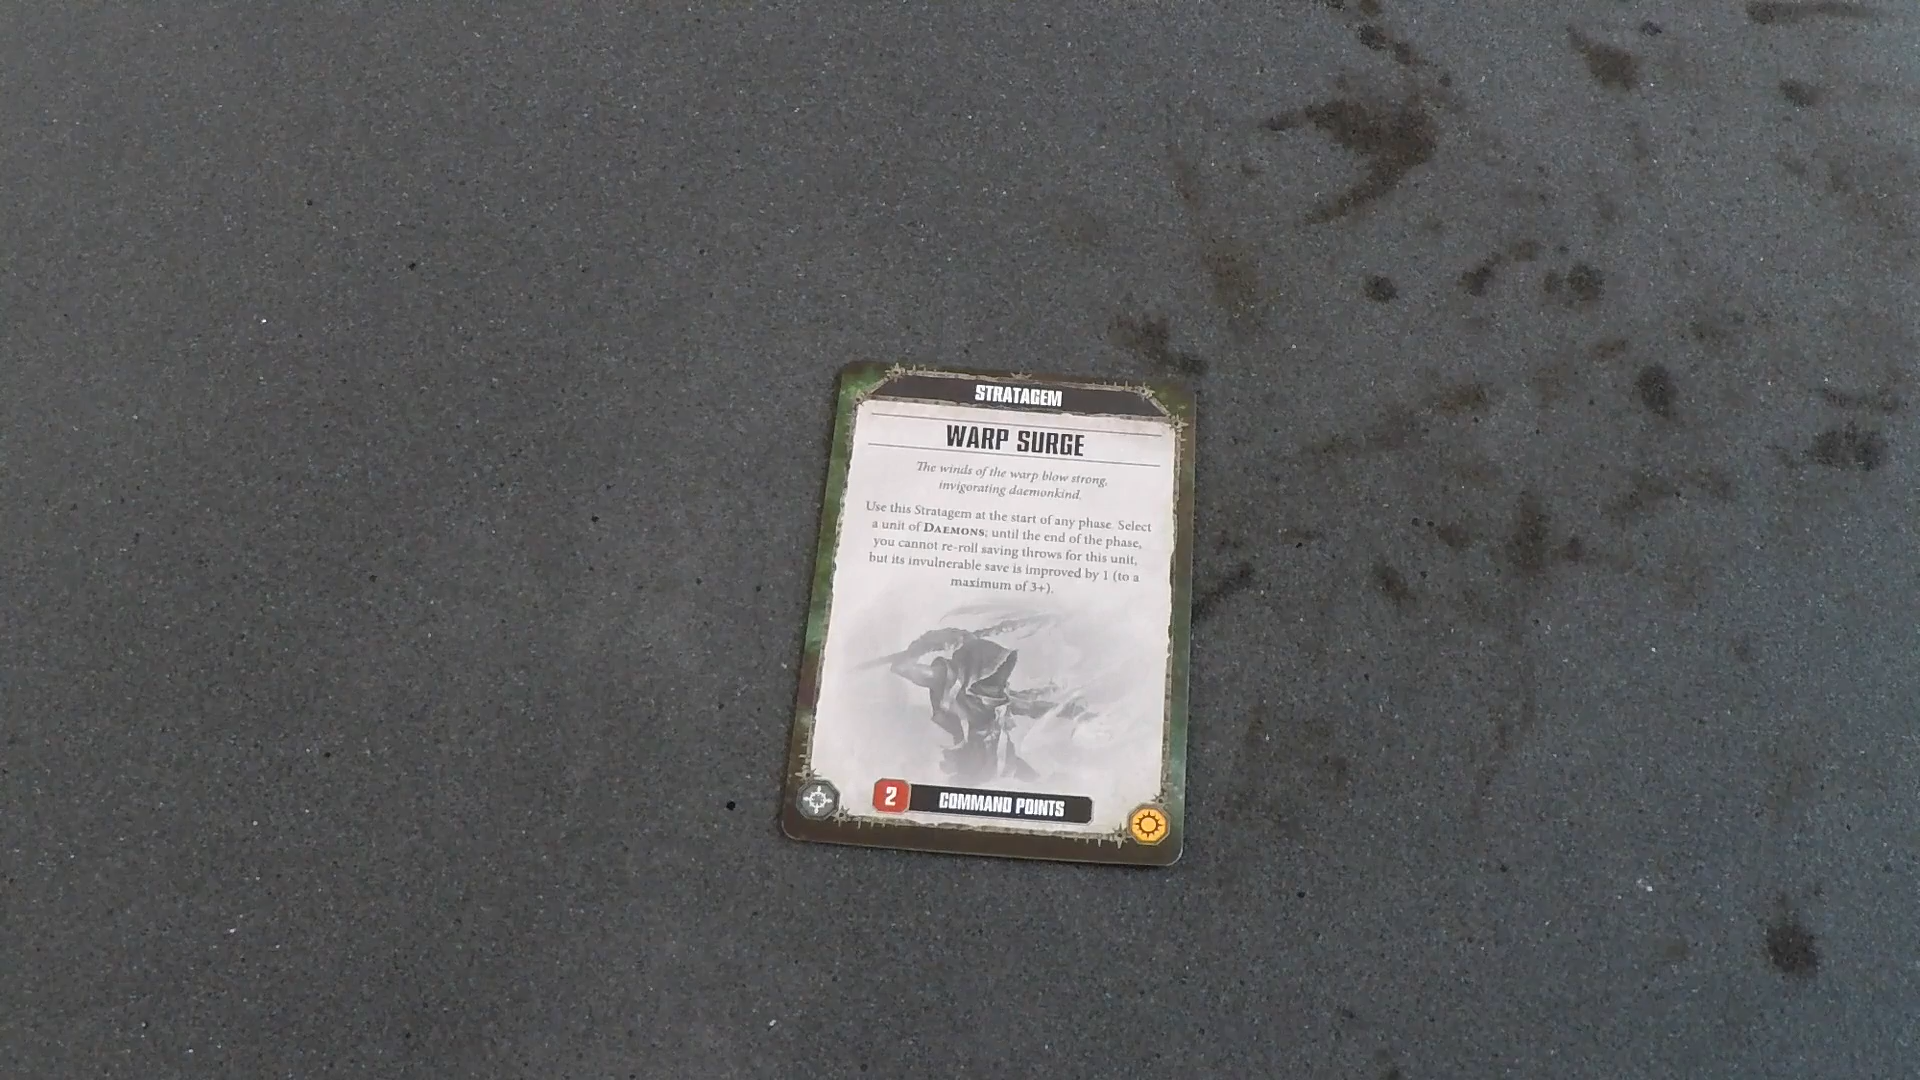 STRATAGEM
WARP SURGE
The winds of the warp blow strong,
invigorating daemonkind.
Use this Stratagem at the start of any phase. Select
a unit of DAEMONS; until the end of the phase,
you cannot re-roll saving throws for this unit,
but its invulnerable save is improved by 1 (to a
maximum of 3+).
2 COMMAND POINTS